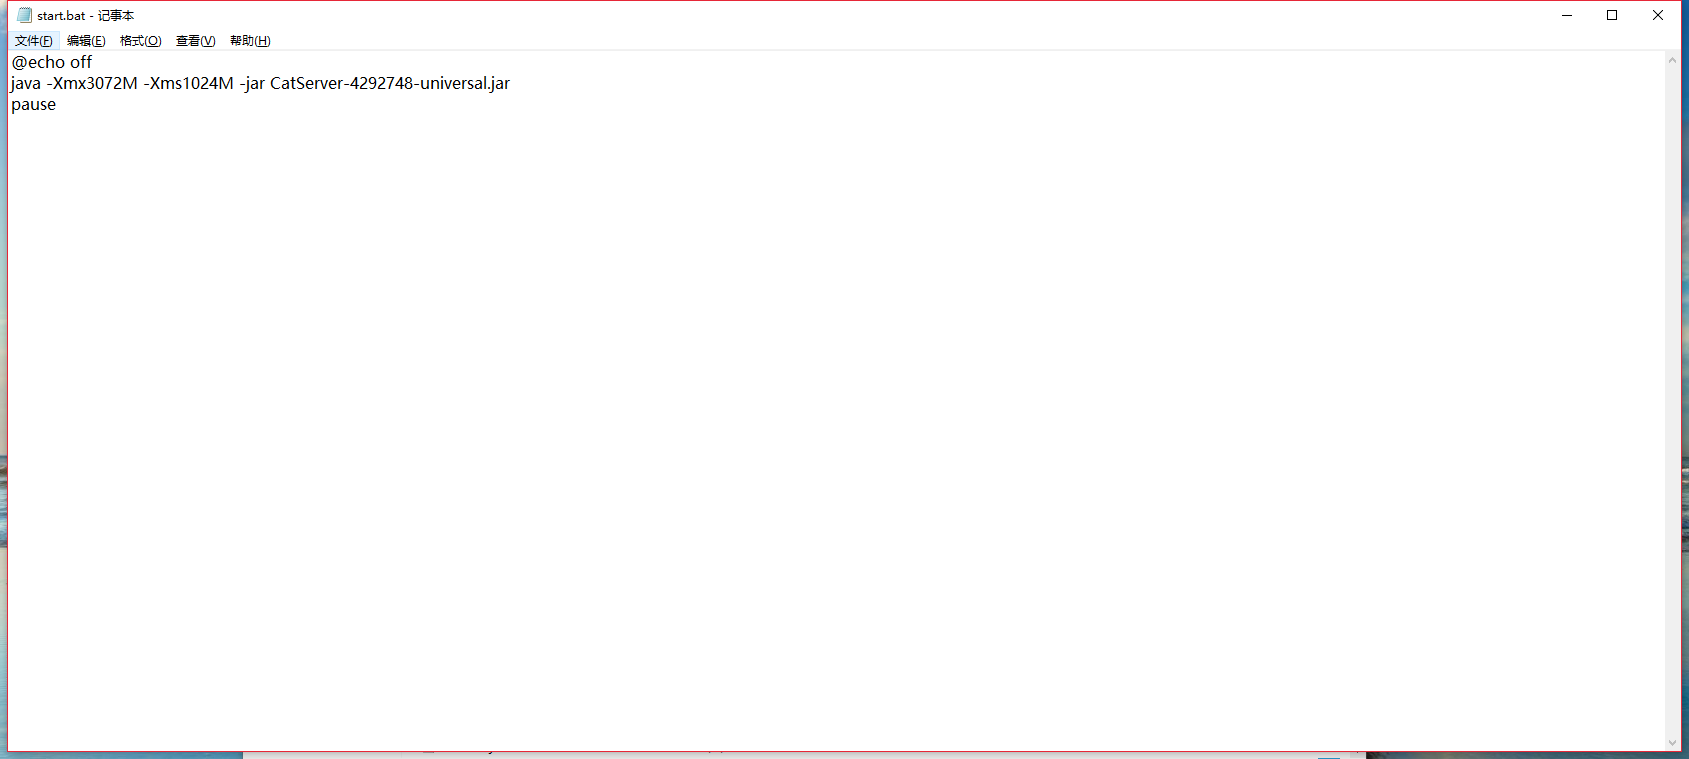 start.bat - 记事本
文件(F) 编辑(E) 格式(O) 查看(V) 帮助(H)
@echo off
java -Xmx3072M -Xms1024M -jar CatServer-4292748-universal.jar
pause